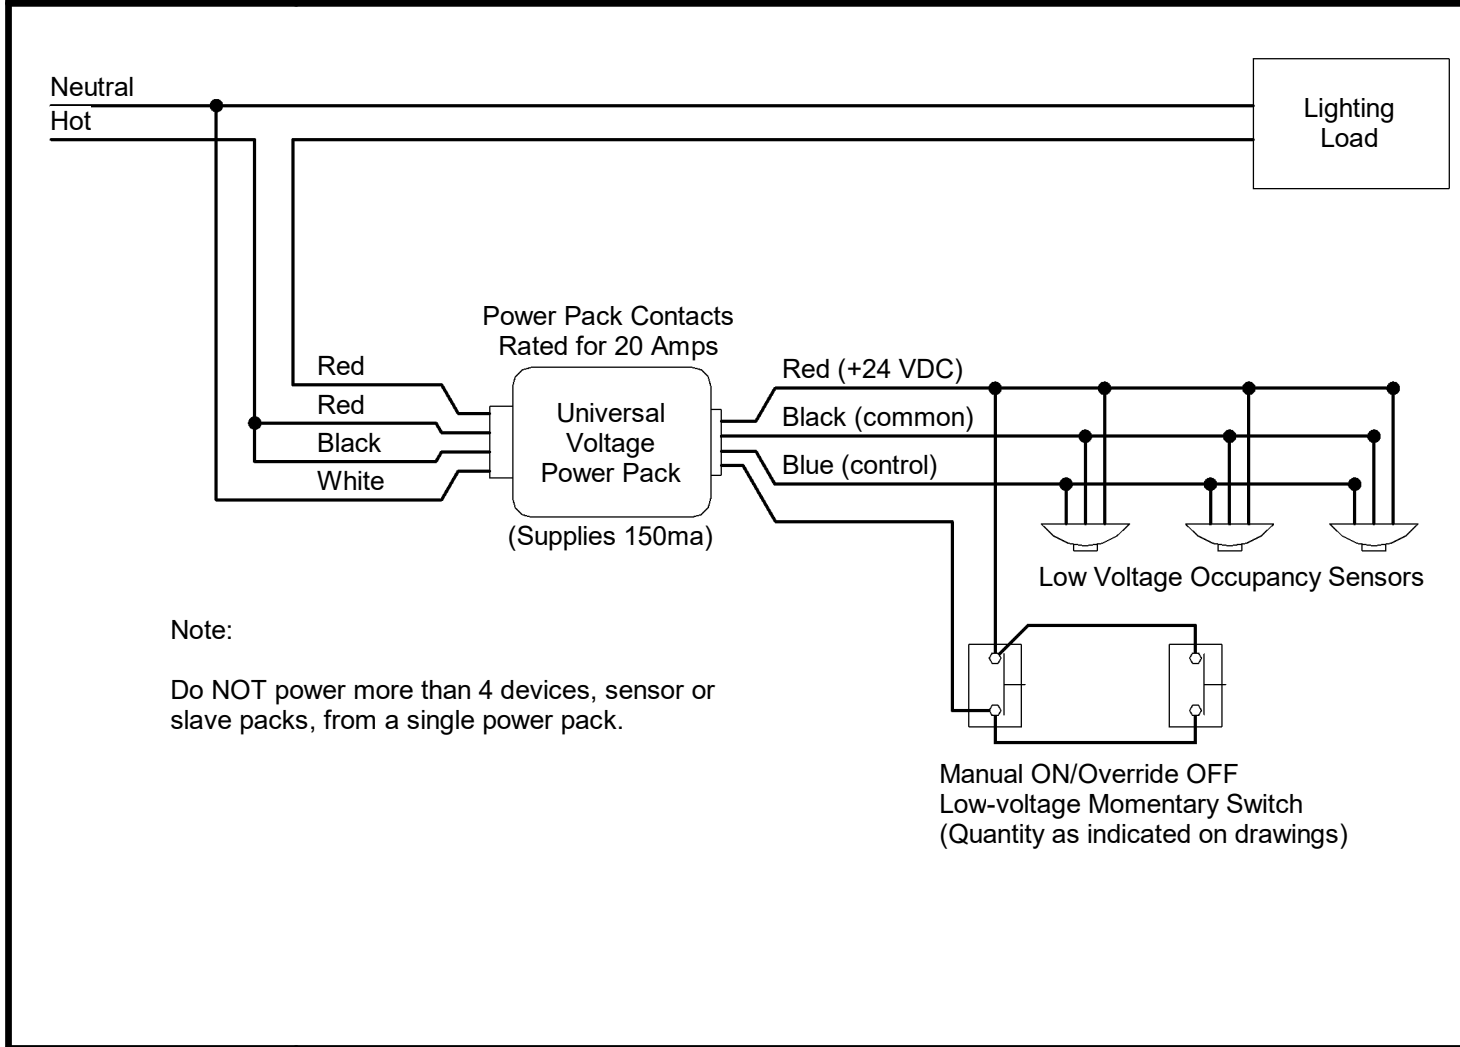 Neutral
Hot
Lighting
Load
Power Pack Contacts
Rated for 20 Amps
Red
Red
Black
White
Universal
Voltage
Power Pack
(Supplies 150ma)
Red (+24 VDC)
Black (common)
Blue (control)
Low Voltage Occupancy Sensors
Note:
Do NOT power more than 4 devices, sensor or
slave packs, from a single power pack.
Manual ON/Override OFF
Low-voltage Momentary Switch
(Quantity as indicated on drawings)